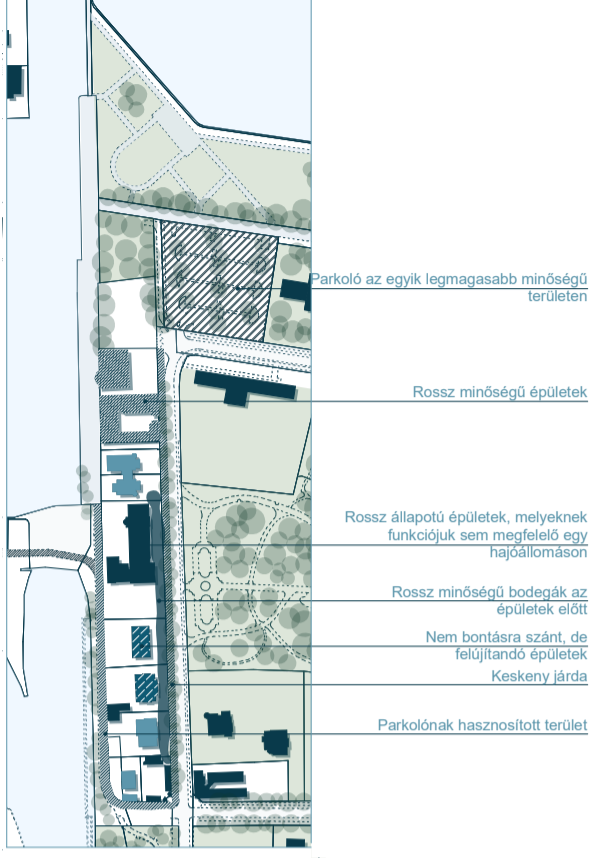 Parkoló az egyik legmagasabb minőségű
területen
Rossz minőségű épületek
Rossz állapotú épületek, melyeknek
funkciójuk sem megfelelő egy
hajóállomáson
Rossz minőségű bodegák az
épületek előtt
Nem bontásra szánt, de
felújítandó épületek
Keskeny járda
Parkolónak hasznosított terület